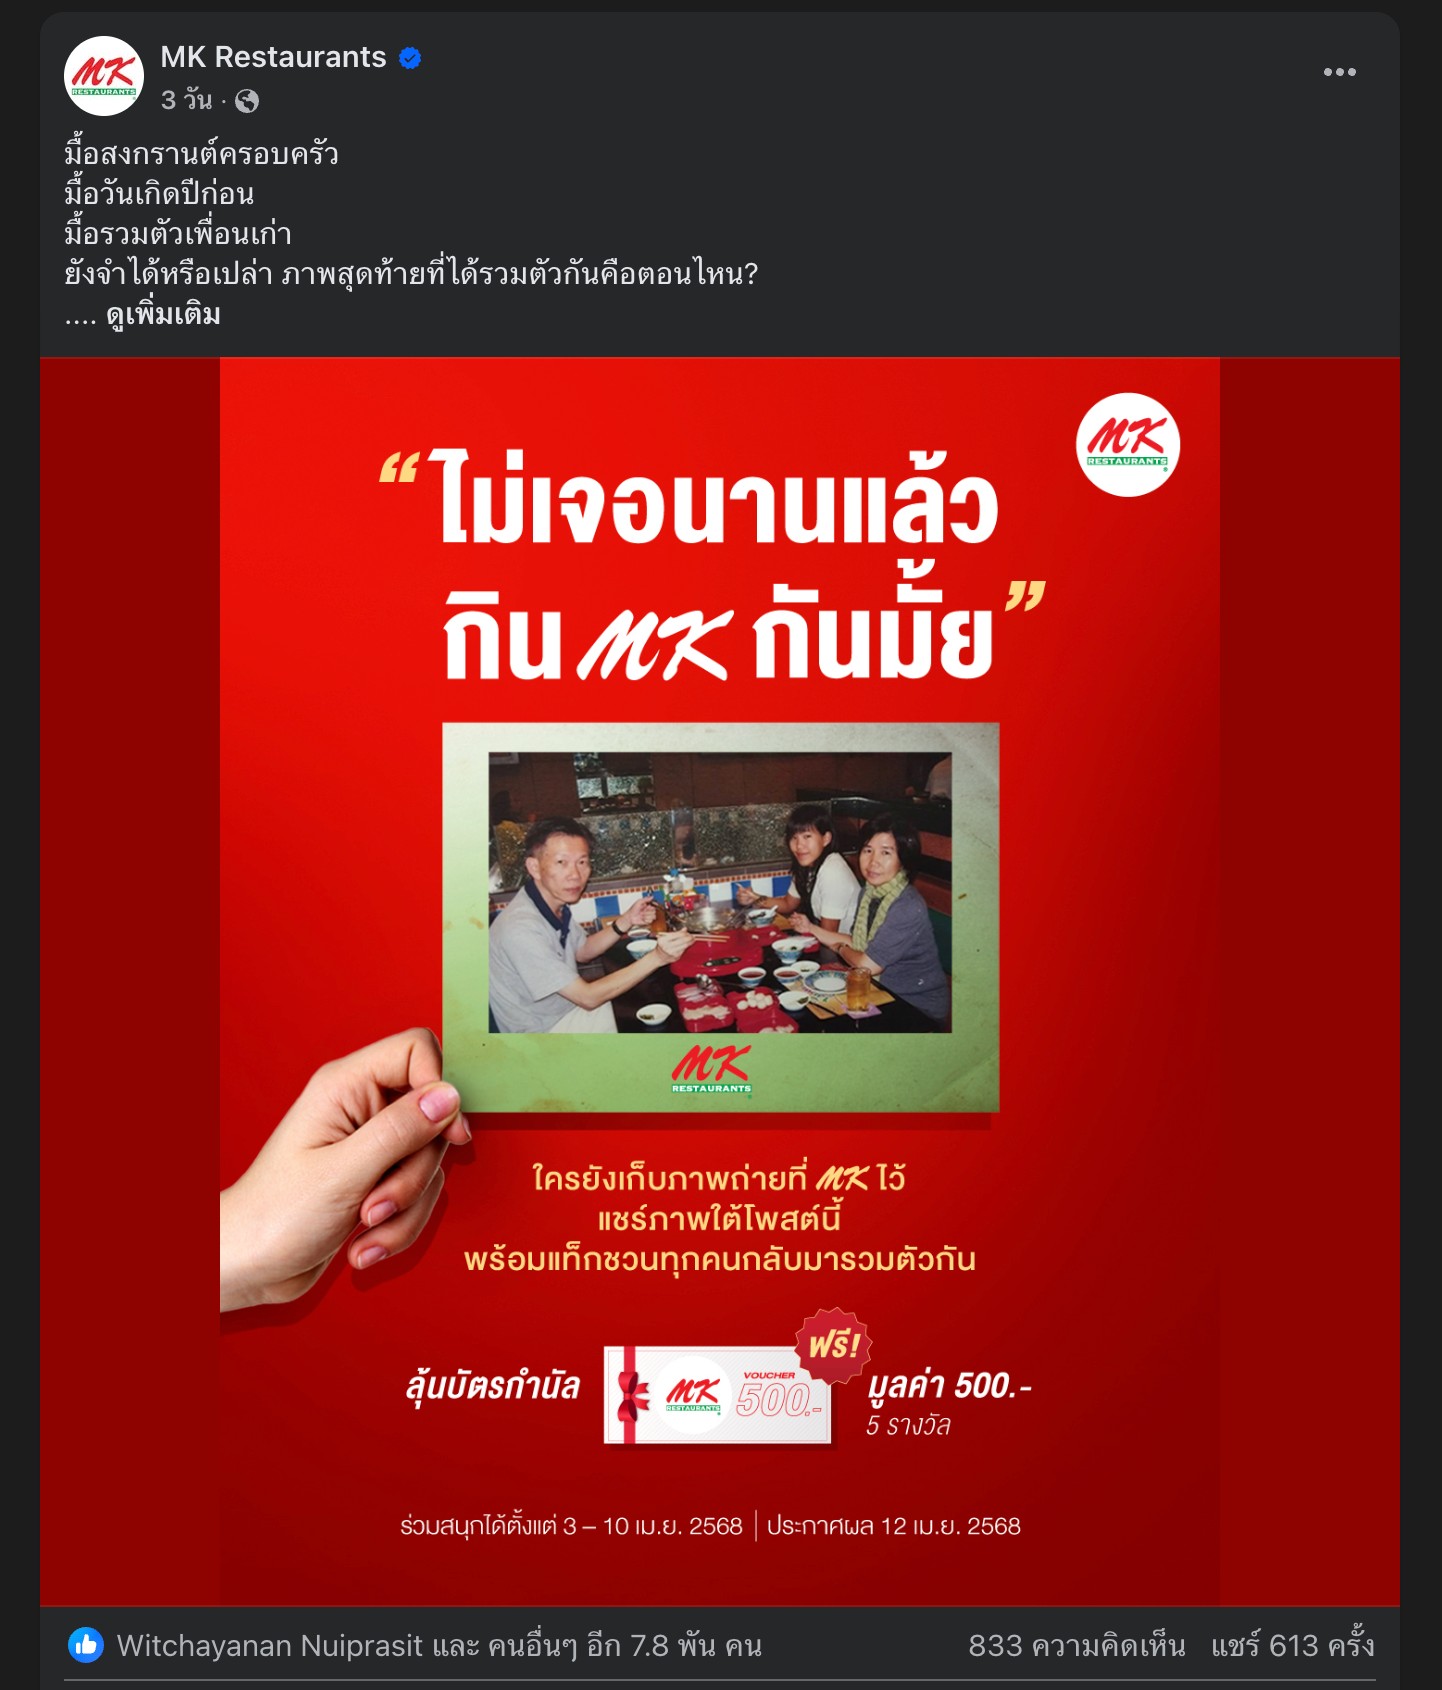 MK Restaurants
3 วัน ·
มื้อสงกรานต์ครอบครัว
มื้อวันเกิดปีก่อน
มื้อรวมตัวเพื่อนเก่า
ยังจำได้หรือเปล่า ภาพสุดท้ายที่ได้รวมตัวกันคือตอนไหน?
.... ดูเพิ่มเติม
MK
RESTAURANTS
“ไม่เจอนานแล้ว
กิน MK กันมั้ย”
MK
RESTAURANTS
ใครยังเก็บภาพถ่ายที่ MK ไว้
แชร์ภาพใต้โพสต์นี้
พร้อมแท็กชวนทุกคนกลับมารวมตัวกัน
ลุ้นบัตรกำนัล
MK
RESTAURANTS
VOUCHER
500.-
ฟรี!
มูลค่า 500.-
5 รางวัล
ร่วมสนุกได้ตั้งแต่ 3 – 10 เม.ย. 2568 | ประกาศผล 12 เม.ย. 2568
Witchayanan Nuiprasit และ คนอื่นๆ อีก 7.8 พัน คน
833 ความคิดเห็น แชร์ 613 ครั้ง